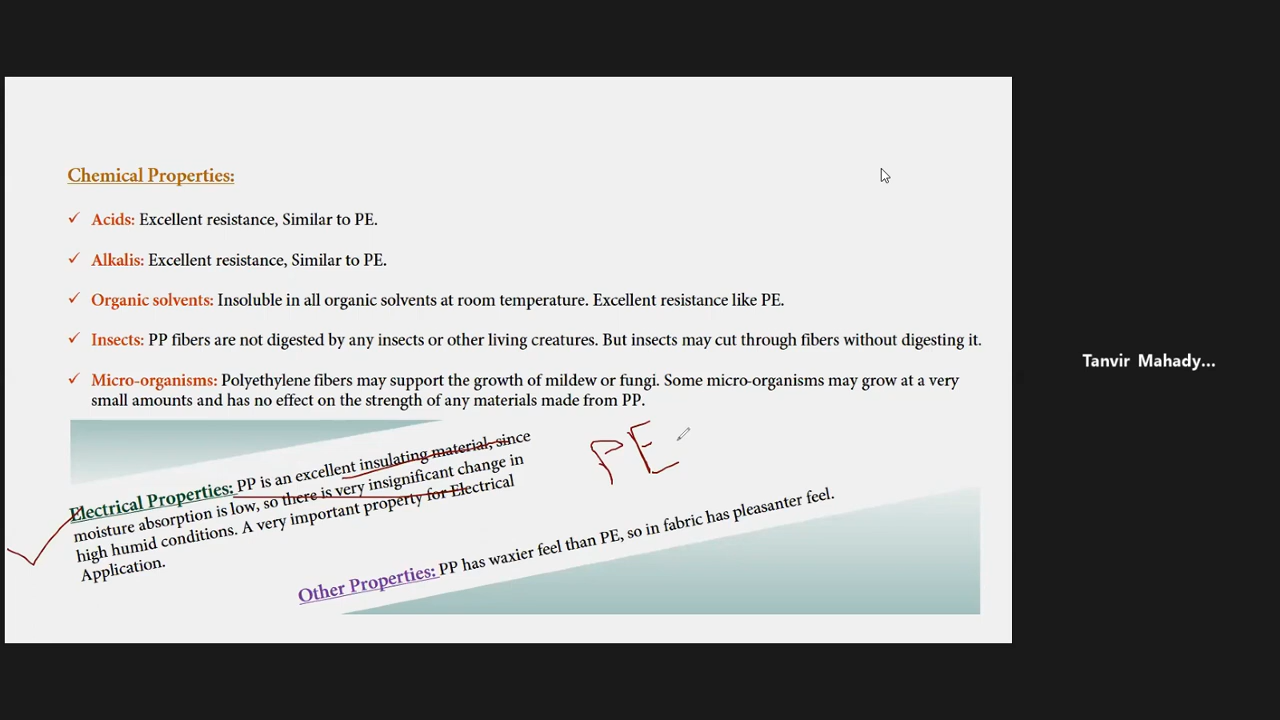 Chemical Properties:
✓ Acids: Excellent resistance, Similar to PE.
✓ Alkalis: Excellent resistance, Similar to PE.
✓ Organic solvents: Insoluble in all organic solvents at room temperature. Excellent resistance like PE.
✓ Insects: PP fibers are not digested by any insects or other living creatures. But insects may cut through fibers without digesting it.
✓ Micro-organisms: Polyethylene fibers may support the growth of mildew or fungi. Some micro-organisms may grow at a very
small amounts and has no effect on the strength of any materials made from PP.
Electrical Properties: PP is an excellent insulating material, since
moisture absorption is low, so there is very insignificant change in
high humid conditions. A very important property for Electrical
Application.
PE
Other Properties: PP has waxier feel than PE, so in fabric has pleasanter feel.
Tanvir Mahady...